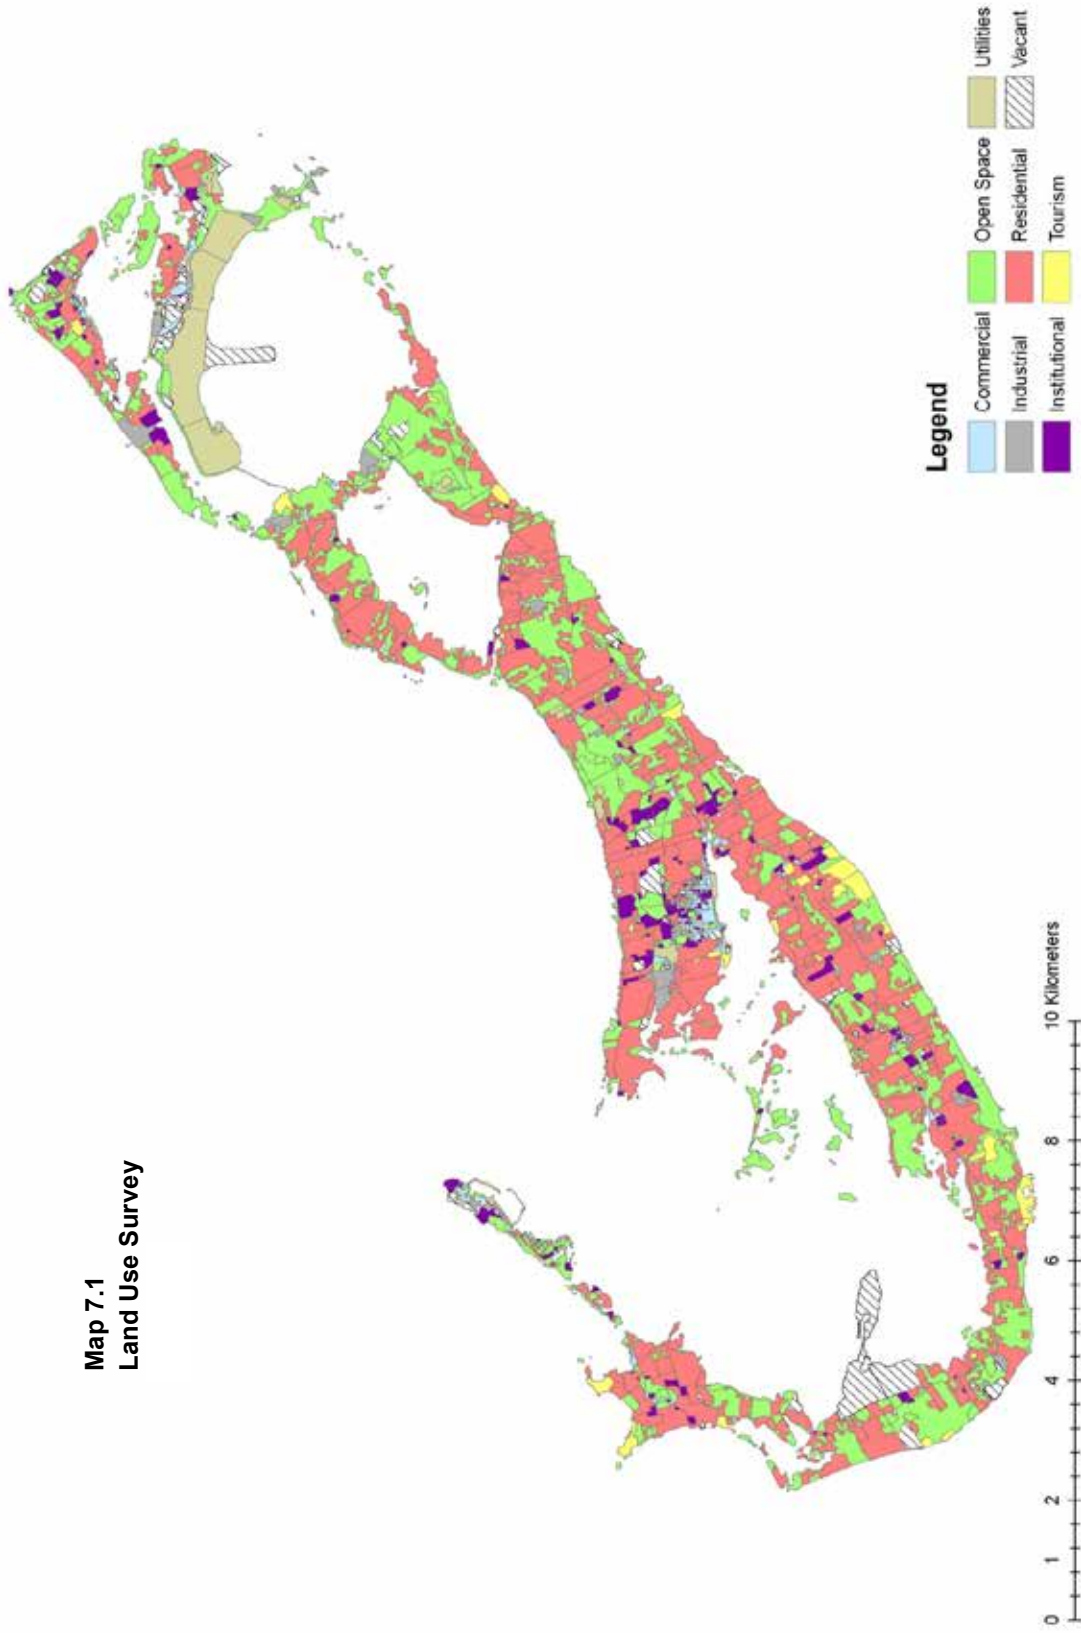 Map 7.1
Land Use Survey
Legend
Commercial
Open Space
Utilities
Industrial
Residential
Vacant
Institutional
Tourism
0 1 2 4 6 8 10 Kilometers